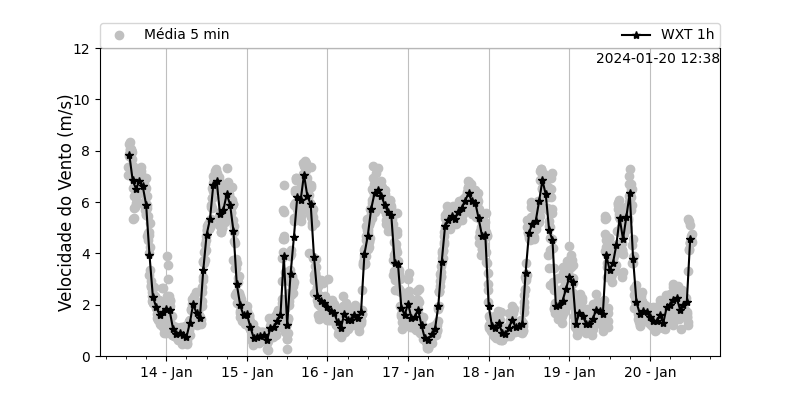 Média 5 min
WXT 1h
2024-01-20 12:38
Velocidade do Vento (m/s)
12
10
8
6
4
2
0
14 - Jan
15 - Jan
16 - Jan
17 - Jan
18 - Jan
19 - Jan
20 - Jan